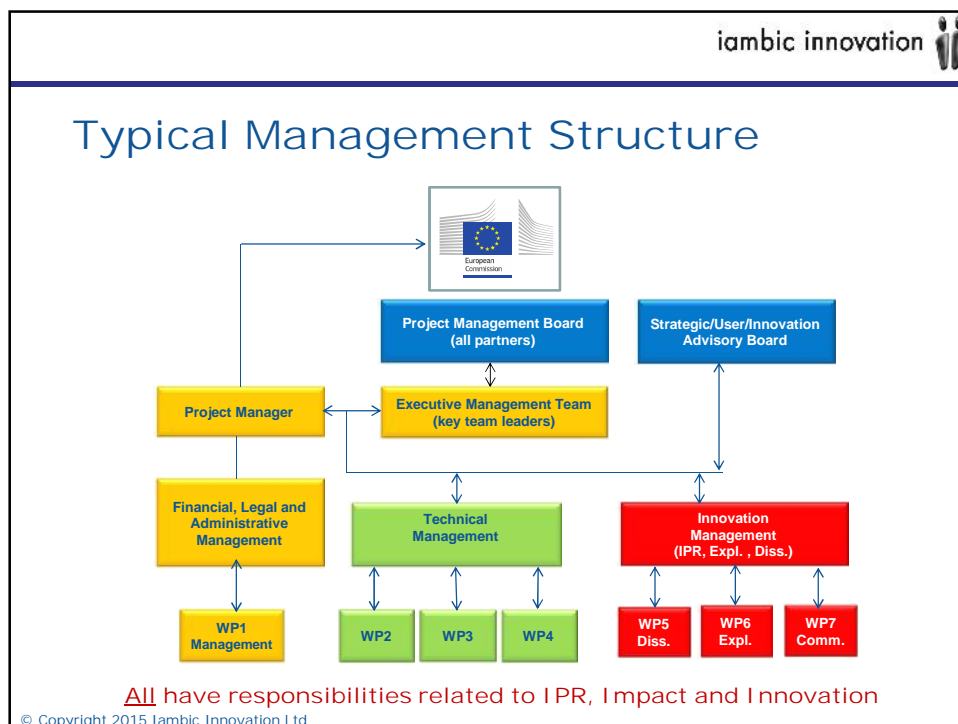 iambic innovation
Typical Management Structure
European
Commission
Project Management Board
(all partners)
Strategic/User/Innovation
Advisory Board
Project Manager
Executive Management Team
(key team leaders)
Financial, Legal and
Administrative
Management
Technical
Management
Innovation
Management
(IPR, Expl. , Diss.)
WP1
Management
WP2
WP3
WP4
WP5
Diss.
WP6
Expl.
WP7
Comm.
All have responsibilities related to IPR, Impact and Innovation
© Copyright 2015 Iambic Innovation Ltd